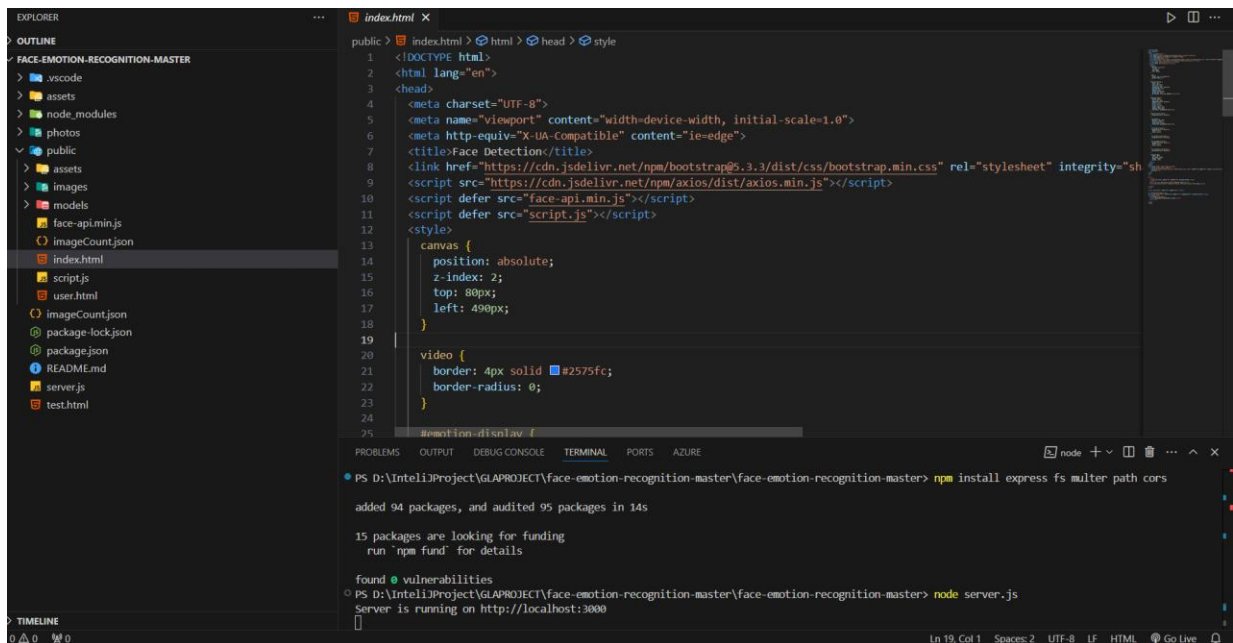 EXPLORER
OUTLINE
FACE-EMOTION-RECOGNITION-MASTER
.vscode
assets
node_modules
photos
public
assets
images
models
face-api.min.js
imageCount.json
index.html
script.js
user.html
imageCount.json
package-lock.json
package.json
README.md
server.js
test.html
TIMELINE
index.html
public > index.html > html > head > style
1 <!DOCTYPE html>
2 <html lang="en">
3 <head>
4 <meta charset="UTF-8">
5 <meta name="viewport" content="width=device-width, initial-scale=1.0">
6 <meta http-equiv="X-UA-Compatible" content="ie=edge">
7 <title>Face Detection</title>
8 <link href="https://cdn.jsdelivr.net/npm/bootstrap@5.3.3/dist/css/bootstrap.min.css" rel="stylesheet" integrity="sh
9 <script src="https://cdn.jsdelivr.net/npm/axios/dist/axios.min.js"></script>
10 <script defer src="face-api.min.js"></script>
11 <script defer src="script.js"></script>
12 <style>
13 canvas {
14 position: absolute;
15 z-index: 2;
16 top: 80px;
17 left: 490px;
18 }
19
20 video {
21 border: 4px solid #2575fc;
22 border-radius: 0;
23 }
24
25 #emotion-display {
PROBLEMS OUTPUT DEBUG CONSOLE TERMINAL PORTS AZURE
node
PS D:\InteliJProject\GLAPROJECT\face-emotion-recognition-master\face-emotion-recognition-master> npm install express fs multer path cors
added 94 packages, and audited 95 packages in 14s
15 packages are looking for funding
run `npm fund` for details
found 0 vulnerabilities
PS D:\InteliJProject\GLAPROJECT\face-emotion-recognition-master\face-emotion-recognition-master> node server.js
Server is running on http://localhost:3000
0 0 0 Ln 19, Col 1 Spaces: 2 UTF-8 LF HTML Go Live